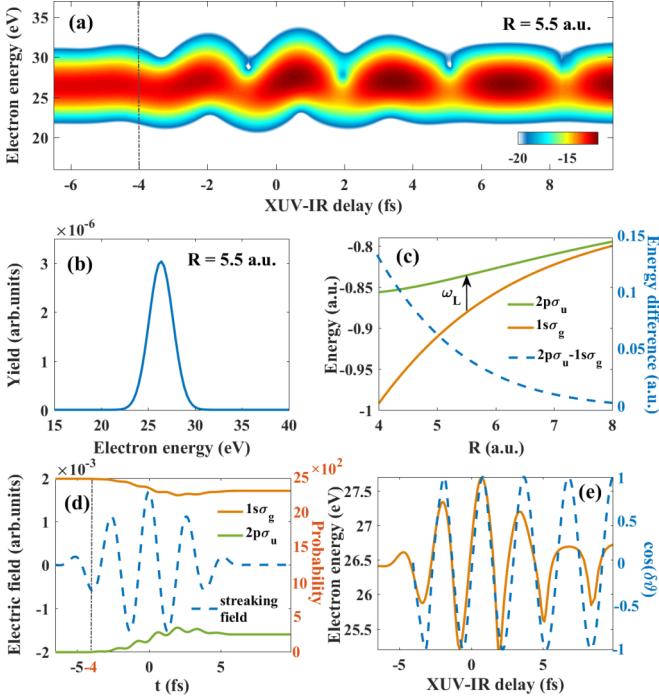 (a)
R = 5.5 a.u.
Electron energy (eV)
35
30
25
20
-20
-15
-6
-4
-2
0
2
4
6
8
XUV-IR delay (fs)
×10⁻⁶
(b)
R = 5.5 a.u.
Yield (arb.units)
3
2
1
0
15
20
25
30
35
40
Electron energy (eV)
(c)
Energy (a.u.)
-0.8
-0.85
-0.9
-0.95
-1
ω_L
2pσ_u
1sσ_g
2pσ_u-1sσ_g
0.15
0.10
0.05
0
Energy difference (a.u.)
4
5
6
7
8
R (a.u.)
×10⁻³
(d)
Electric field (arb.units)
2
1
0
-1
-2
1sσ_g
2pσ_u
streaking field
25×10²
20
15
10
5
0
Probability
-5
-4
0
5
t (fs)
(e)
Electron energy (eV)
27.5
27
26.5
26
25.5
1
0.5
0
-0.5
-1
cos(δϑ)
-5
0
5
XUV-IR delay (fs)